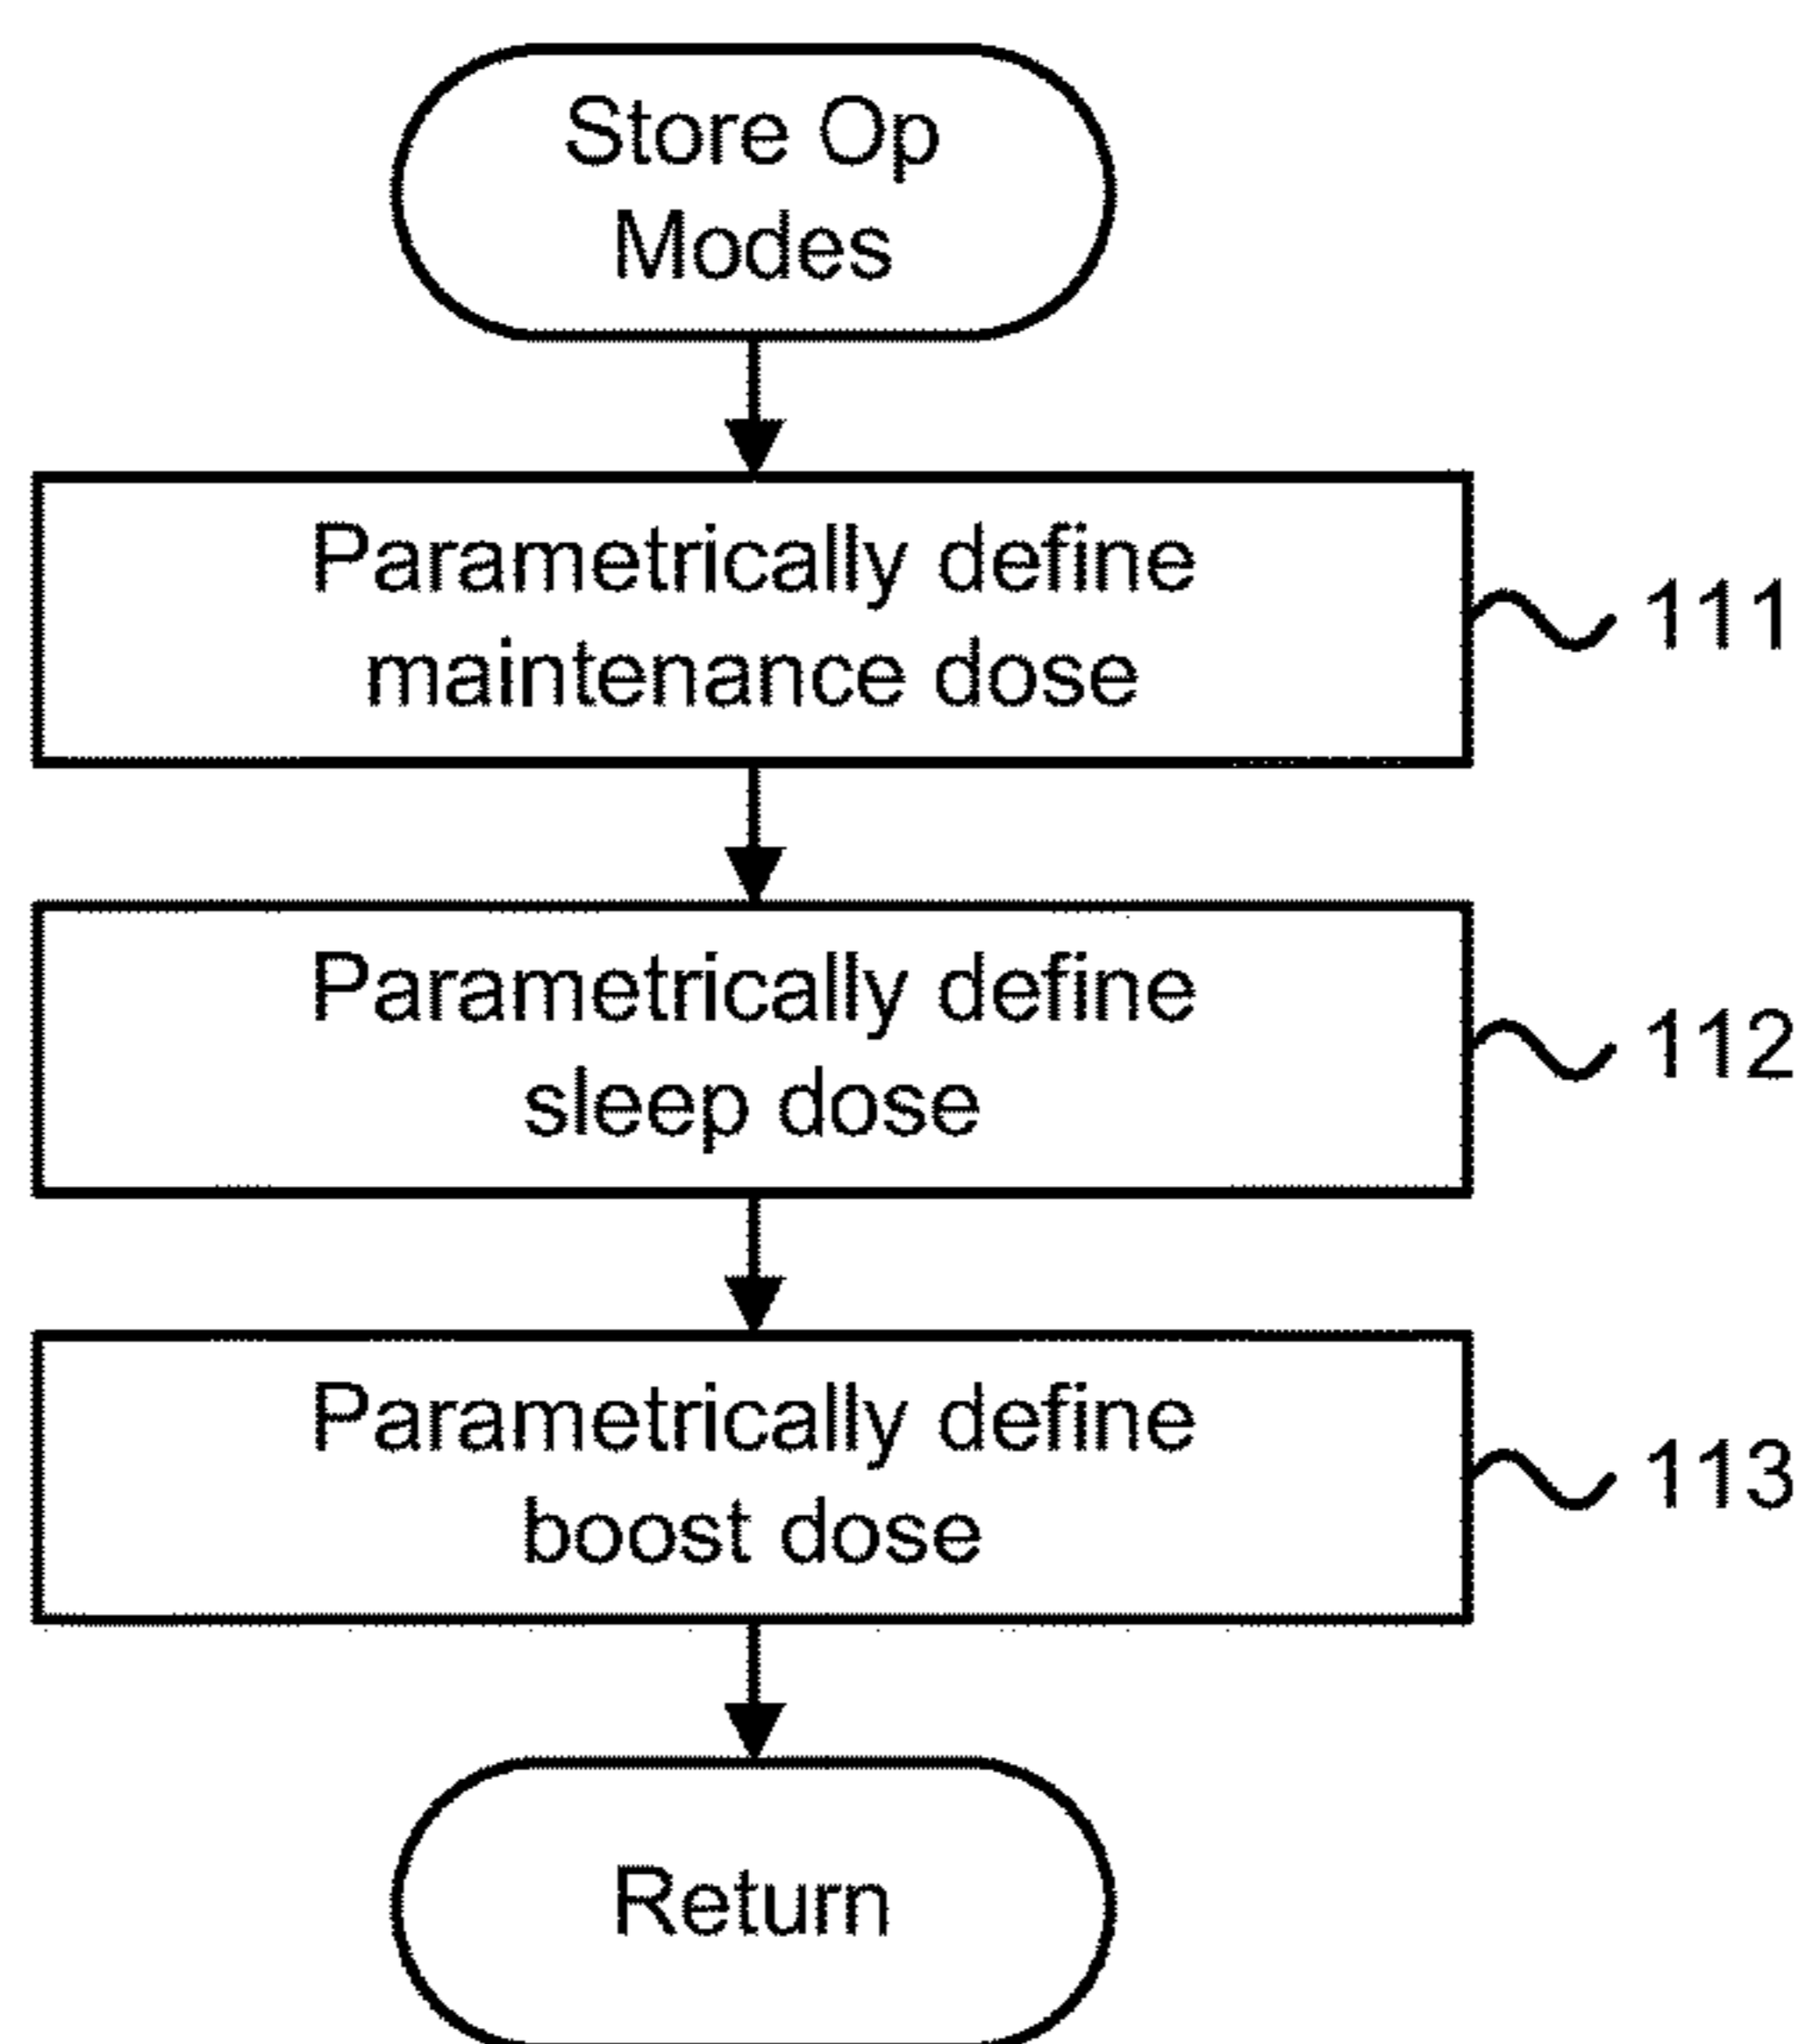 Store Op
Modes
Parametrically define
maintenance dose
111
Parametrically define
sleep dose
112
Parametrically define
boost dose
113
Return